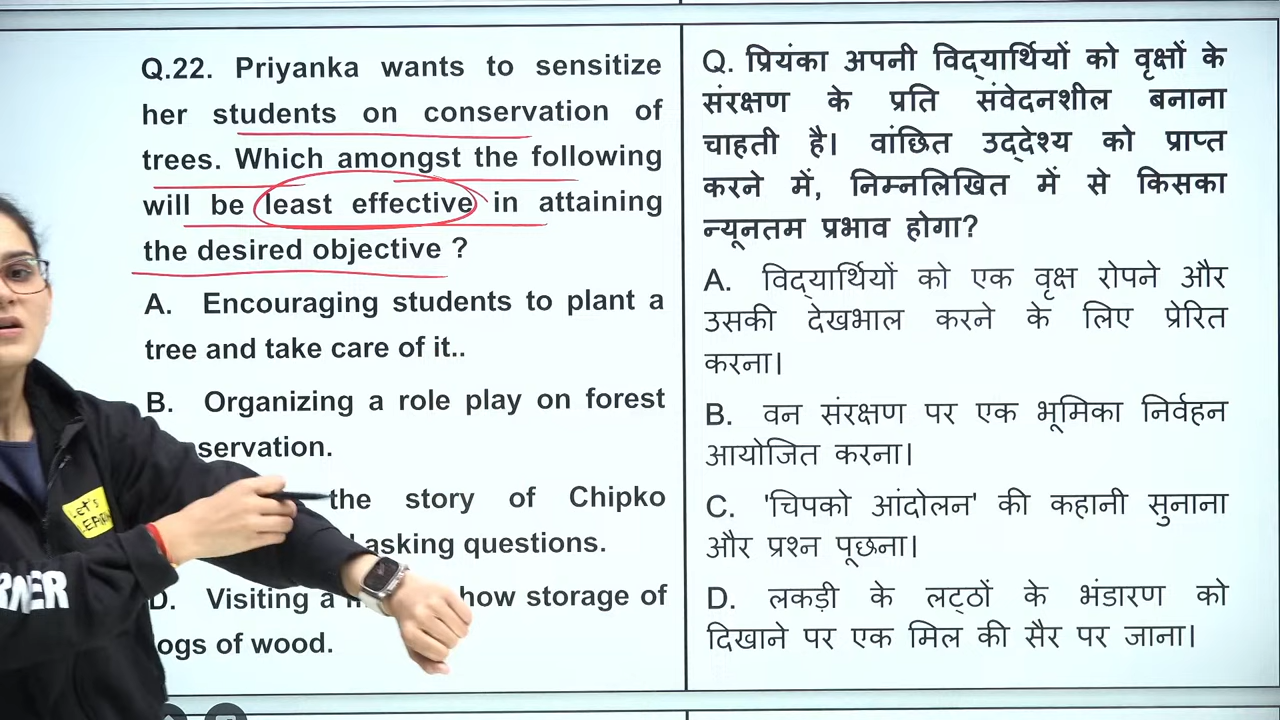 Q.22. Priyanka wants to sensitize
her students on conservation of
trees. Which amongst the following
will be least effective in attaining
the desired objective ?
A. Encouraging students to plant a
tree and take care of it..
B. Organizing a role play on forest
servation.
the story of Chipko
asking questions.
D. Visiting a how storage of
ogs of wood.
Q. प्रियंका अपनी विद्यार्थियों को वृक्षों के
संरक्षण के प्रति संवेदनशील बनाना
चाहती है। वांछित उद्देश्य को प्राप्त
करने में, निम्नलिखित में से किसका
न्यूनतम प्रभाव होगा?
A. विद्यार्थियों को एक वृक्ष रोपने और
उसकी देखभाल करने के लिए प्रेरित
करना।
B. वन संरक्षण पर एक भूमिका निर्वहन
आयोजित करना।
C. 'चिपको आंदोलन' की कहानी सुनाना
और प्रश्न पूछना।
D. लकड़ी के लट्ठों के भंडारण को
दिखाने पर एक मिल की सैर पर जाना।
LET'S
LEARN
RNER